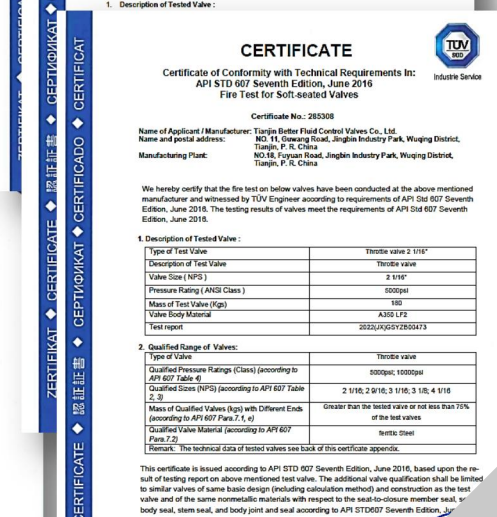 1. Description of Tested Valve :
CERTIFICATE
TÜV
SÜD
Industrie Service
Certificate of Conformity with Technical Requirements In:
API STD 607 Seventh Edition, June 2016
Fire Test for Soft-seated Valves
Certificate No.: 285308
Name of Applicant / Manufacturer: Tianjin Better Fluid Control Valves Co., Ltd.
Name and postal address: NO. 11, Guwang Road, Jingbin Industry Park, Wuqing District,
Tianjin, P. R. China
Manufacturing Plant: NO.18, Fuyuan Road, Jingbin Industry Park, Wuqing District,
Tianjin, P. R. China
We hereby certify that the fire test on below valves have been conducted at the above mentioned
manufacturer and witnessed by TÜV Engineer according to requirements of API Std 607 Seventh
Edition, June 2016. The testing results of valves meet the requirements of API Std 607 Seventh
Edition, June 2016.
1. Description of Tested Valve :
Type of Test Valve Throttle valve 2 1/16"
Description of Test Valve Throttle valve
Valve Size ( NPS ) 2 1/16"
Pressure Rating ( ANSI Class ) 5000psi
Mass of Test Valve (Kgs) 180
Valve Body Material A350 LF2
Test report 2022(JX)GSYZB00473
2. Qualified Range of Valves:
Type of Valve Throttle valve
Qualified Pressure Ratings (Class) (according to
API 607 Table 4) 5000psi; 10000psi
Qualified Sizes (NPS) (according to API 607 Table
2, 3) 2 1/16; 2 9/16; 3 1/16; 3 1/8; 4 1/16
Mass of Qualified Valves (kgs) with Different Ends
(according to API 607 Para.7.1, e) Greater than the tested valve or not less than 75%
of the test valves
Qualified Valve Material (according to API 607
Para.7.2) ferritic Steel
Remark: The technical data of tested valves see back of this certificate appendix.
This certificate is issued according to API STD 607 Seventh Edition, June 2016, based upon the re-
sult of testing report on above mentioned test valve. The additional valve qualification shall be limited
to similar valves of same basic design (including calculation method) and construction as the test
valve and of the same nonmetallic materials with respect to the seat-to-closure member seal,
body seal, stem seal, and body joint and seal according to API STD607 Seventh Edition,
CERTIFICATE ◆ 認証証書 ◆ СЕРТИФИКАТ ◆ CERTIFICADO ◆ CERTIFICAT
ZERTIFIKAT ◆ CERTIFICATE ◆ 認証証書 ◆ СЕРТИФИКАТ ◆